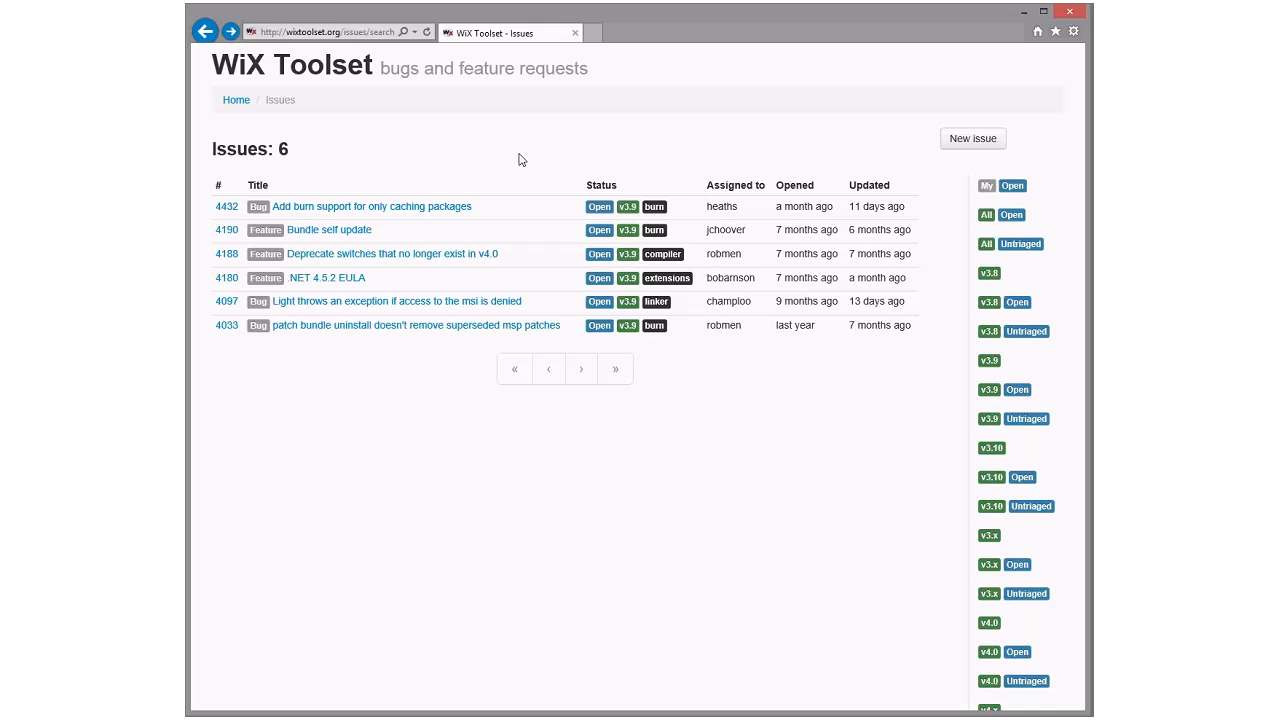 http://wixtoolset.org/issues/search
WiX Toolset - Issues
WiX Toolset bugs and feature requests
Home / Issues
Issues: 6
New issue
# Title Status Assigned to Opened Updated
4432 Bug Add burn support for only caching packages Open v3.9 burn heaths a month ago 11 days ago
4190 Feature Bundle self update Open v3.9 burn jchoover 7 months ago 6 months ago
4188 Feature Deprecate switches that no longer exist in v4.0 Open v3.9 compiler robmen 7 months ago 7 months ago
4180 Feature .NET 4.5.2 EULA Open v3.9 extensions bobarnson 7 months ago a month ago
4097 Bug Light throws an exception if access to the msi is denied Open v3.9 linker champloo 9 months ago 13 days ago
4033 Bug patch bundle uninstall doesn't remove superseded msp patches Open v3.9 burn robmen last year 7 months ago
« ‹ › »
My Open
All Open
All Untriaged
v3.8
v3.8 Open
v3.8 Untriaged
v3.9
v3.9 Open
v3.9 Untriaged
v3.10
v3.10 Open
v3.10 Untriaged
v3.x
v3.x Open
v3.x Untriaged
v4.0
v4.0 Open
v4.0 Untriaged
v4.x